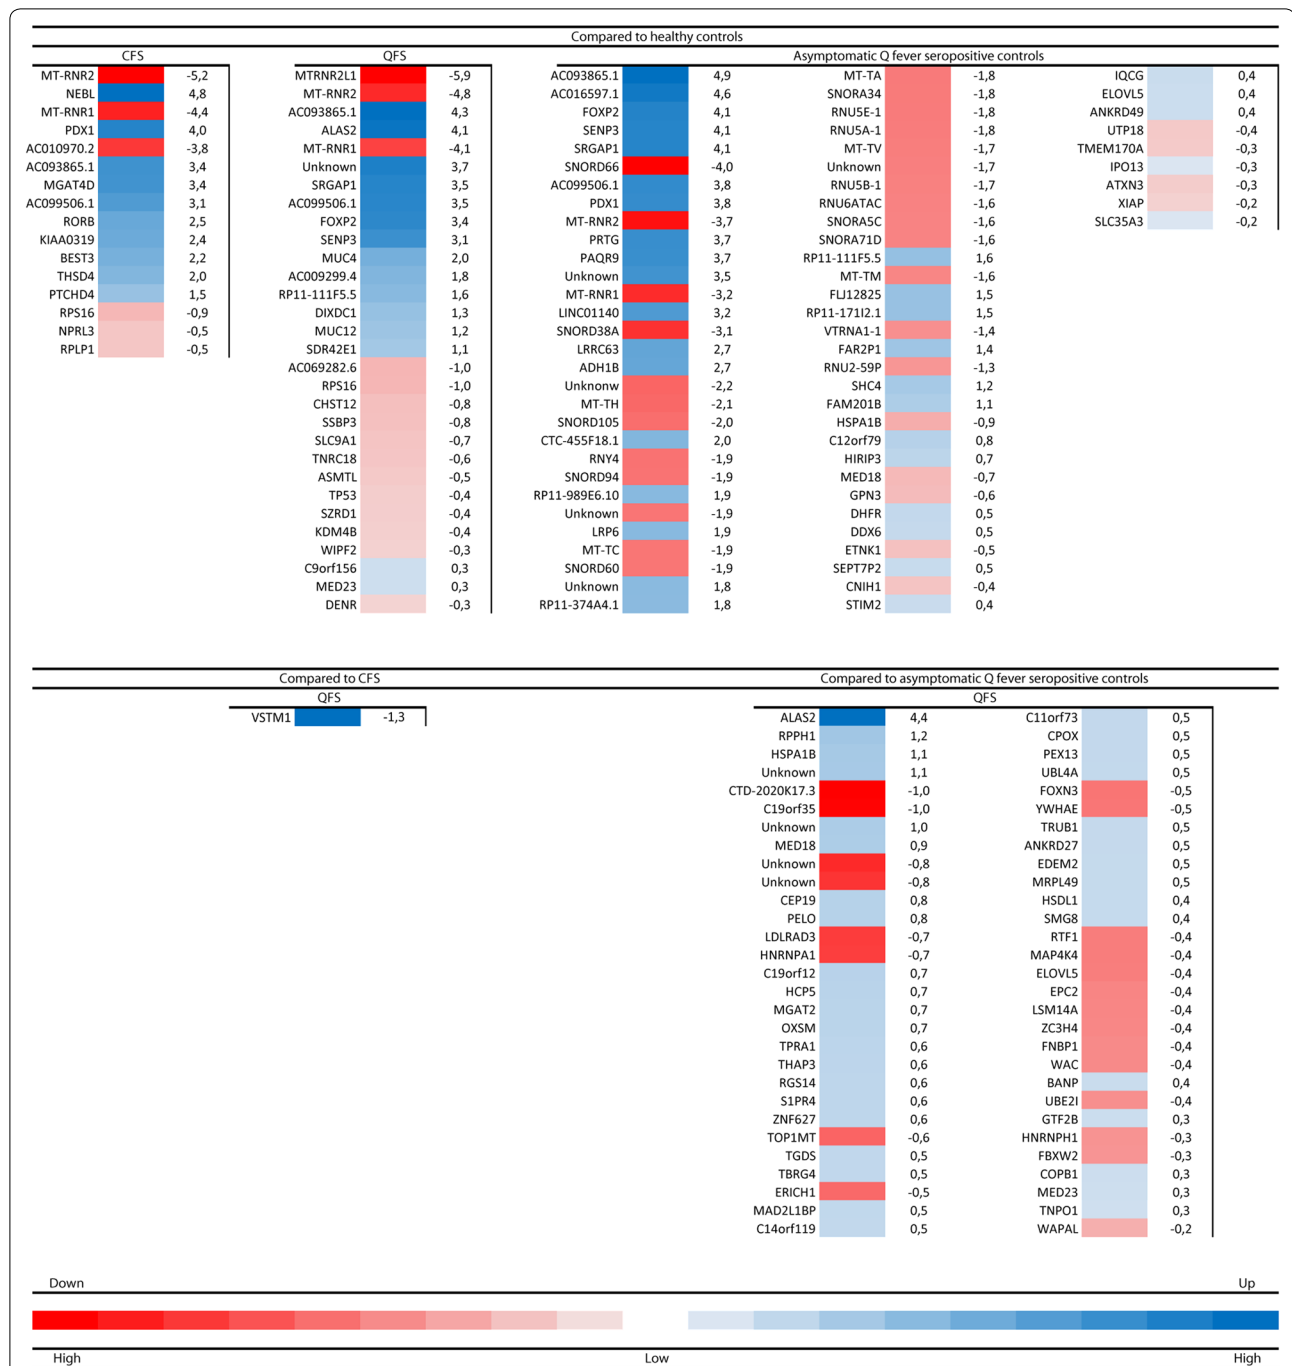 Compared to healthy controls
CFS QFS Asymptomatic Q fever seropositive controls
MT-RNR2 -5,2
NEBL 4,8
MT-RNR1 -4,4
PDX1 4,0
AC010970.2 -3,8
AC093865.1 3,4
MGAT4D 3,4
AC099506.1 3,1
RORB 2,5
KIAA0319 2,4
BEST3 2,2
THSD4 2,0
PTCHD4 1,5
RPS16 -0,9
NPRL3 -0,5
RPLP1 -0,5
MTRNR2L1 -5,9
MT-RNR2 -4,8
AC093865.1 4,3
ALAS2 4,1
MT-RNR1 -4,1
Unknown 3,7
SRGAP1 3,5
AC099506.1 3,5
FOXP2 3,4
SENP3 3,1
MUC4 2,0
AC009299.4 1,8
RP11-111F5.5 1,6
DIXDC1 1,3
MUC12 1,2
SDR42E1 1,1
AC069282.6 -1,0
RPS16 -1,0
CHST12 -0,8
SSBP3 -0,8
SLC9A1 -0,7
TNRC18 -0,6
ASMTL -0,5
TP53 -0,4
SZRD1 -0,4
KDM4B -0,4
WIPF2 -0,3
C9orf156 0,3
MED23 0,3
DENR -0,3
AC093865.1 4,9
AC016597.1 4,6
FOXP2 4,1
SENP3 4,1
SRGAP1 4,1
SNORD66 -4,0
AC099506.1 3,8
PDX1 3,8
MT-RNR2 -3,7
PRTG 3,7
PAQR9 3,7
Unknown 3,5
MT-RNR1 -3,2
LINC01140 3,2
SNORD38A -3,1
LRRC63 2,7
ADH1B 2,7
Unknonw -2,2
MT-TH -2,1
SNORD105 -2,0
CTC-455F18.1 2,0
RNY4 -1,9
SNORD94 -1,9
RP11-989E6.10 1,9
Unknown -1,9
LRP6 1,9
MT-TC -1,9
SNORD60 -1,9
Unknown 1,8
RP11-374A4.1 1,8
MT-TA -1,8
SNORA34 -1,8
RNU5E-1 -1,8
RNU5A-1 -1,8
MT-TV -1,7
Unknown -1,7
RNU5B-1 -1,7
RNU6ATAC -1,6
SNORA5C -1,6
SNORA71D -1,6
RP11-111F5.5 1,6
MT-TM -1,6
FLJ12825 1,5
RP11-171I2.1 1,5
VTRNA1-1 -1,4
FAR2P1 1,4
RNU2-59P -1,3
SHC4 1,2
FAM201B 1,1
HSPA1B -0,9
C12orf79 0,8
HIRIP3 0,7
MED18 -0,7
GPN3 -0,6
DHFR 0,5
DDX6 0,5
ETNK1 -0,5
SEPT7P2 0,5
CNIH1 -0,4
STIM2 0,4
IQCG 0,4
ELOVL5 0,4
ANKRD49 0,4
UTP18 -0,4
TMEM170A -0,3
IPO13 -0,3
ATXN3 -0,3
XIAP -0,2
SLC35A3 -0,2
Compared to CFS
QFS
VSTM1 -1,3
Compared to asymptomatic Q fever seropositive controls
QFS
ALAS2 4,4
RPPH1 1,2
HSPA1B 1,1
Unknown 1,1
CTD-2020K17.3 -1,0
C19orf35 -1,0
Unknown 1,0
MED18 0,9
Unknown -0,8
Unknown -0,8
CEP19 0,8
PELO 0,8
LDLRAD3 -0,7
HNRNPA1 -0,7
C19orf12 0,7
HCP5 0,7
MGAT2 0,7
OXSM 0,7
TPRA1 0,6
THAP3 0,6
RGS14 0,6
S1PR4 0,6
ZNF627 0,6
TOP1MT -0,6
TGDS 0,5
TBRG4 0,5
ERICH1 -0,5
MAD2L1BP 0,5
C14orf119 0,5
C11orf73 0,5
CPOX 0,5
PEX13 0,5
UBL4A 0,5
FOXN3 -0,5
YWHAE -0,5
TRUB1 0,5
ANKRD27 0,5
EDEM2 0,5
MRPL49 0,5
HSDL1 0,4
SMG8 0,4
RTF1 -0,4
MAP4K4 -0,4
ELOVL5 -0,4
EPC2 -0,4
LSM14A -0,4
ZC3H4 -0,4
FNBP1 -0,4
WAC -0,4
BANP 0,4
UBE2I -0,4
GTF2B 0,3
HNRNPH1 -0,3
FBXW2 -0,3
COPB1 0,3
MED23 0,3
TNPO1 0,3
WAPAL -0,2
Down Up
High Low High